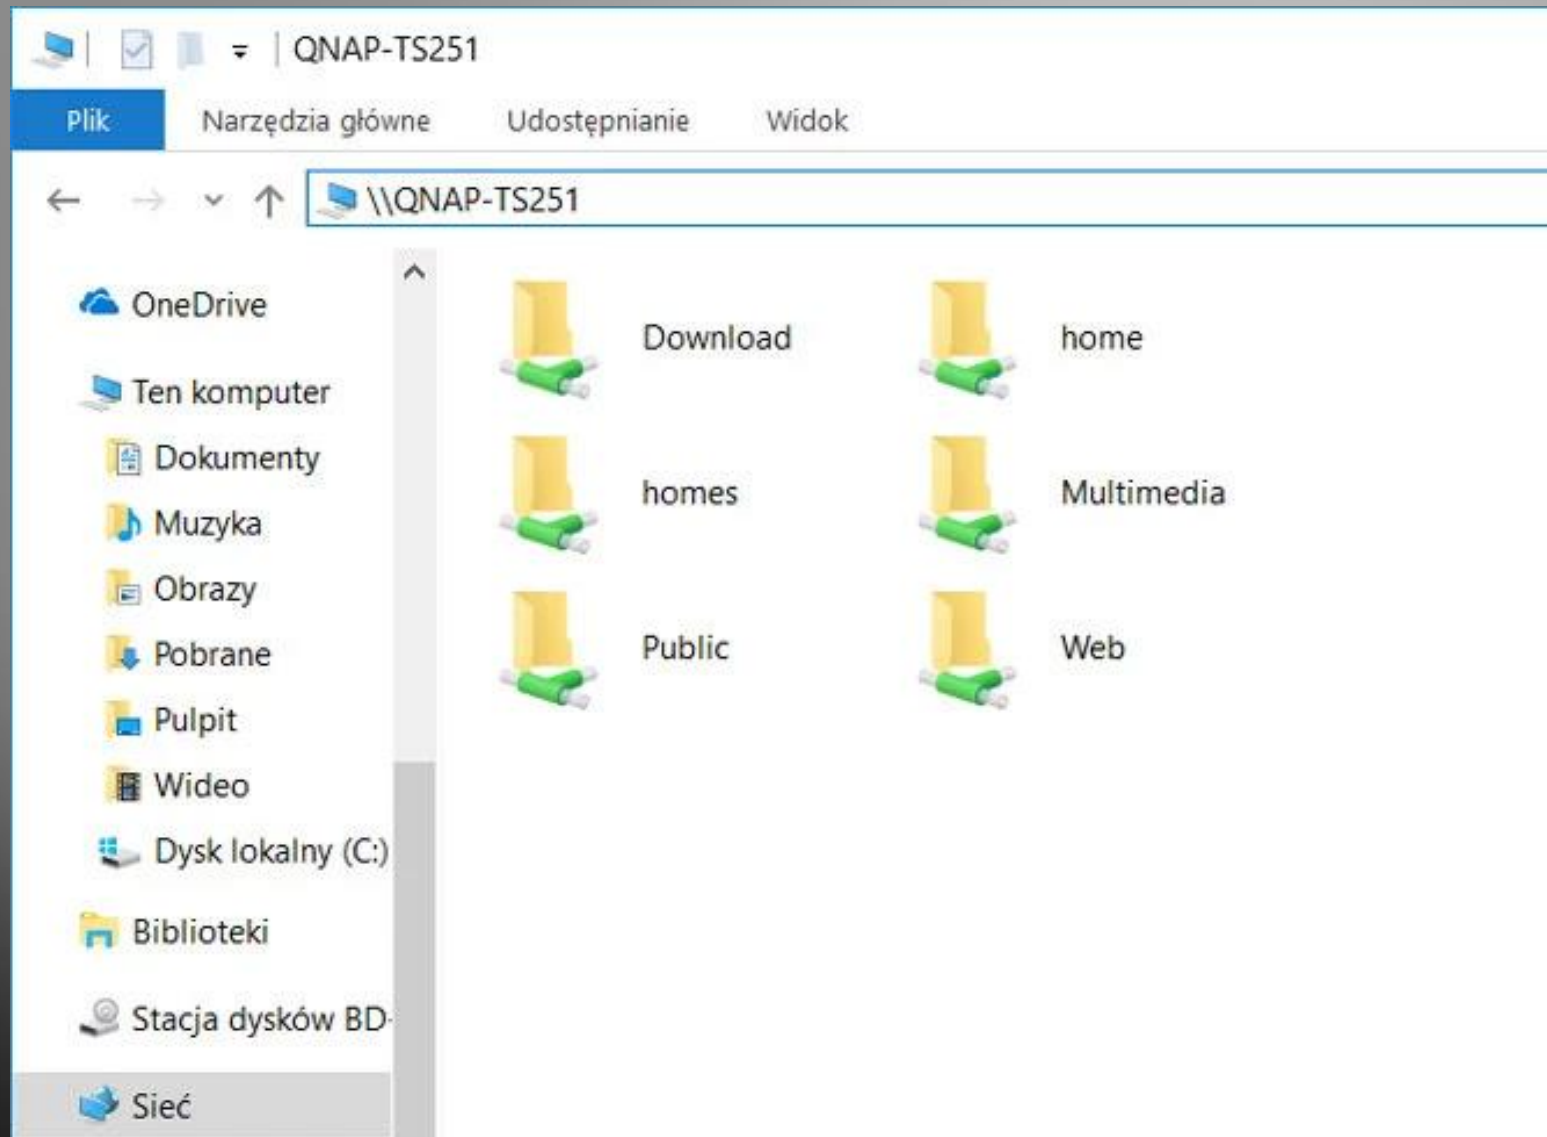 QNAP-TS251
Plik Narzędzia główne Udostępnianie Widok
\\QNAP-TS251
OneDrive
Ten komputer
Dokumenty
Muzyka
Obrazy
Pobrane
Pulpit
Wideo
Dysk lokalny (C:)
Biblioteki
Stacja dysków BD-
Sieć
Download home
homes Multimedia
Public Web